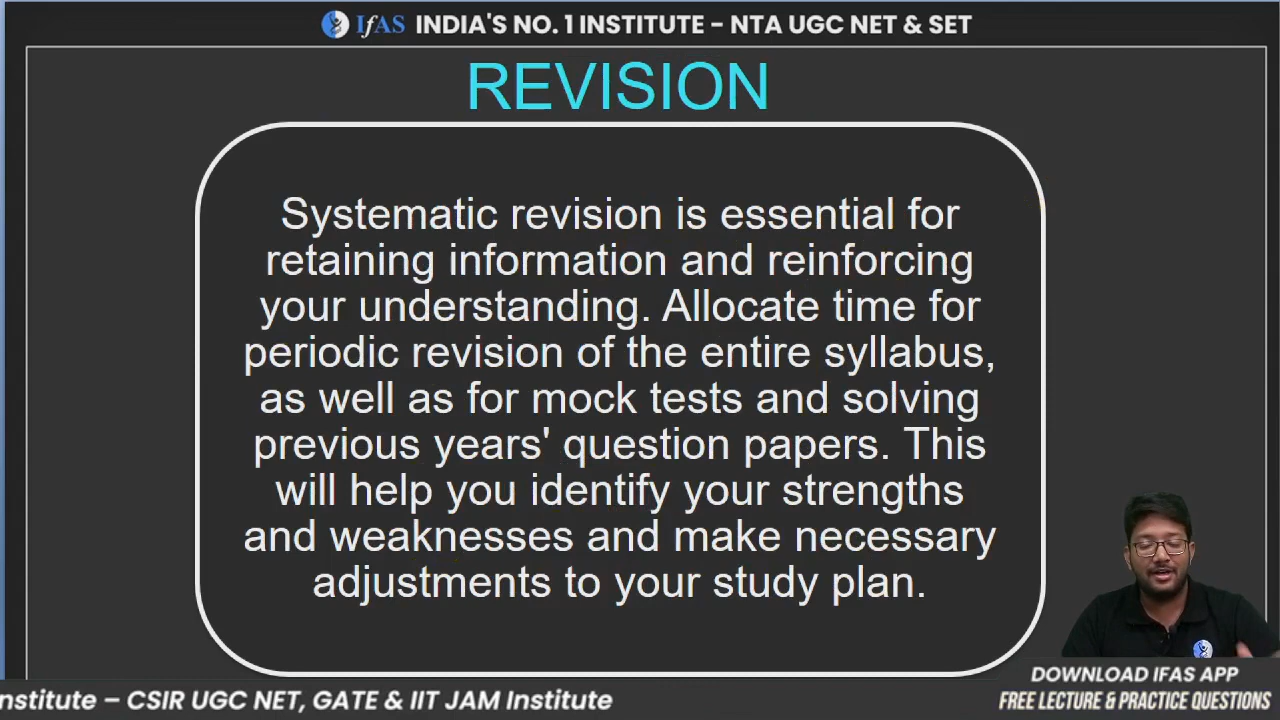 IfAS INDIA'S NO. 1 INSTITUTE – NTA UGC NET & SET
REVISION
Systematic revision is essential for
retaining information and reinforcing
your understanding. Allocate time for
periodic revision of the entire syllabus,
as well as for mock tests and solving
previous years' question papers. This
will help you identify your strengths
and weaknesses and make necessary
adjustments to your study plan.
DOWNLOAD IFAS APP
nstitute – CSIR UGC NET, GATE & IIT JAM Institute
FREE LECTURE & PRACTICE QUESTIONS